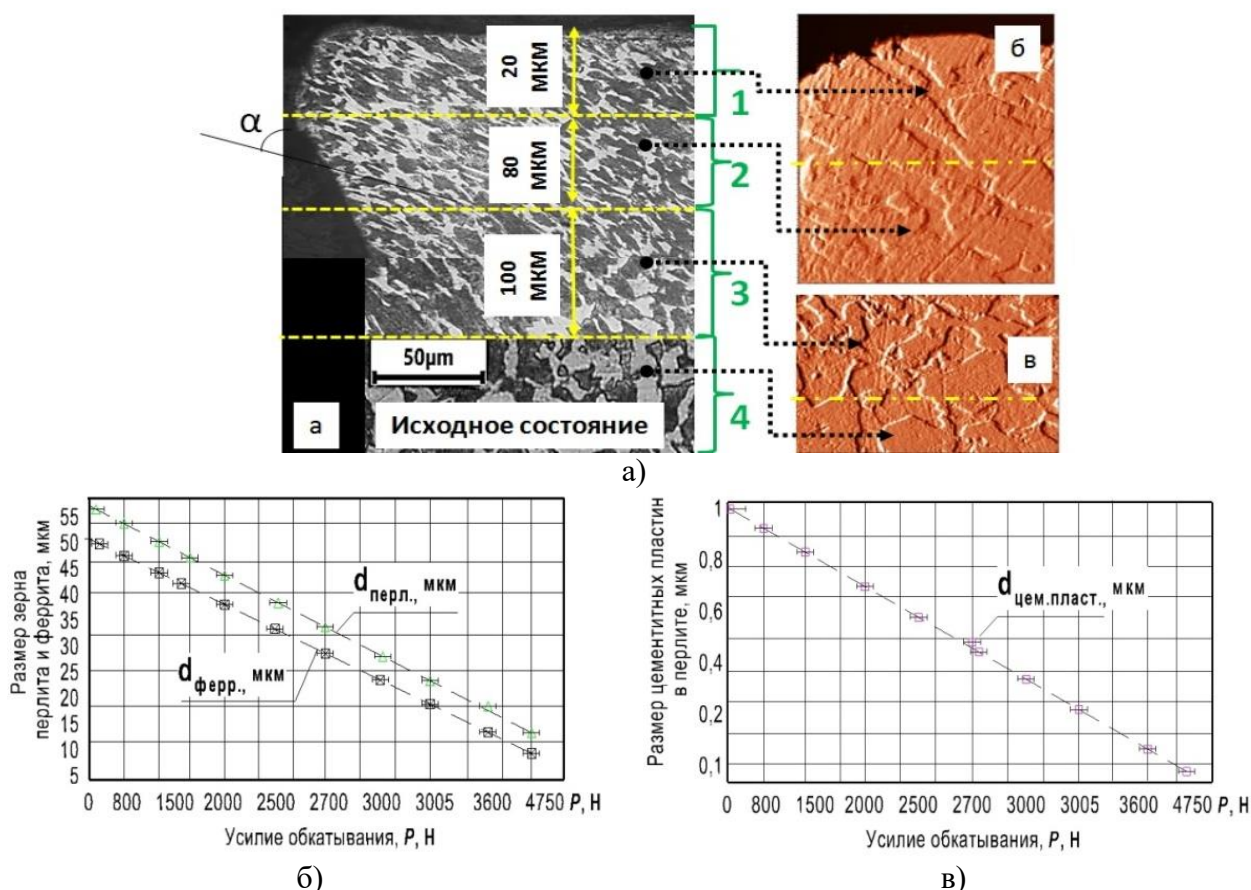 20
МКМ
б
1
α
80
МКМ
2
100
МКМ
3
50μm
в
4
а
Исходное состояние
а)
Размер зерна
перлита и феррита, мкм
55
50
45
40
35
30
25
20
15
10
5
dперл., мкм
dферр., мкм
0 800 1500 2000 2500 2700 3000 3005 3600 4750 P, Н
Усилие обкатывания, P, Н
б)
Размер цементитных пластин
в перлите, мкм
1
0,8
0,6
0,4
0,2
0,1
dцем.пласт., мкм
0 800 1500 2000 2500 2700 3000 3005 3600 4750 P, Н
Усилие обкатывания, P, Н
в)